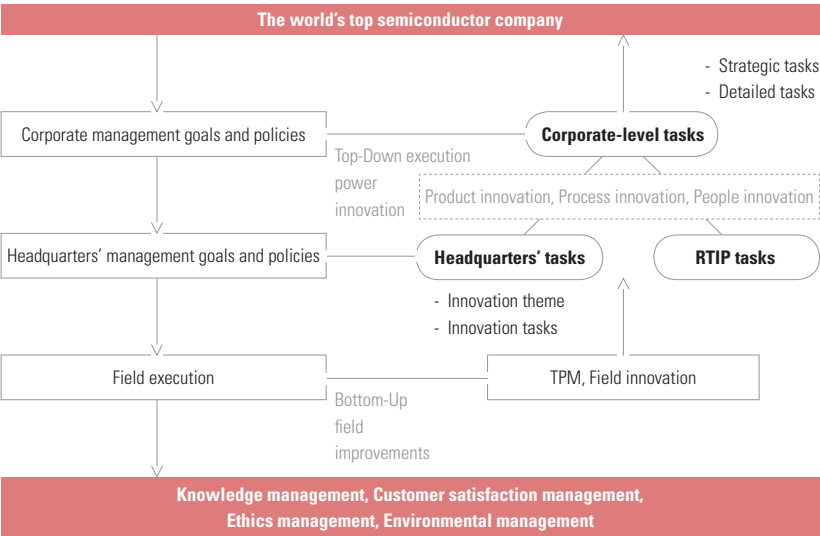 The world's top semiconductor company
- Strategic tasks
- Detailed tasks
Corporate management goals and policies
Corporate-level tasks
Top-Down execution
power
innovation
Product innovation, Process innovation, People innovation
Headquarters' management goals and policies
Headquarters' tasks
RTIP tasks
- Innovation theme
- Innovation tasks
Field execution
TPM, Field innovation
Bottom-Up
field
improvements
Knowledge management, Customer satisfaction management,
Ethics management, Environmental management